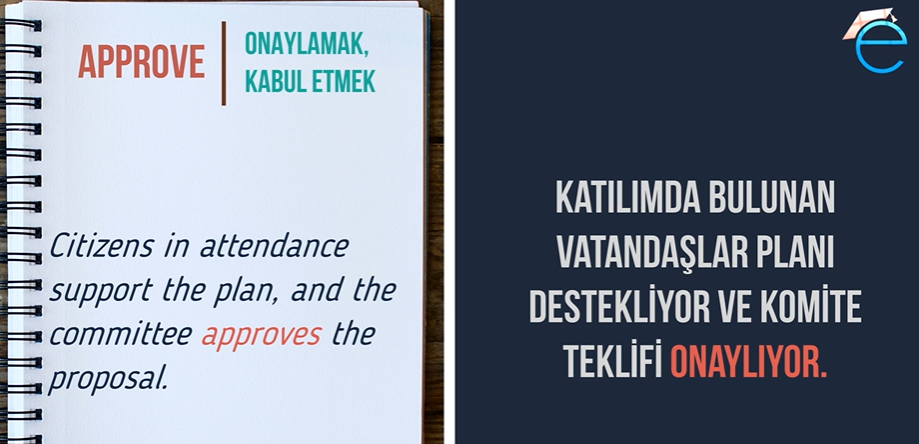 APPROVE
ONAYLAMAK,
KABUL ETMEK
Citizens in attendance
support the plan, and the
committee approves the
proposal.
KATILIMDA BULUNAN
VATANDAŞLAR PLANI
DESTEKLİYOR VE KOMİTE
TEKLİFİ ONAYLIYOR.
e